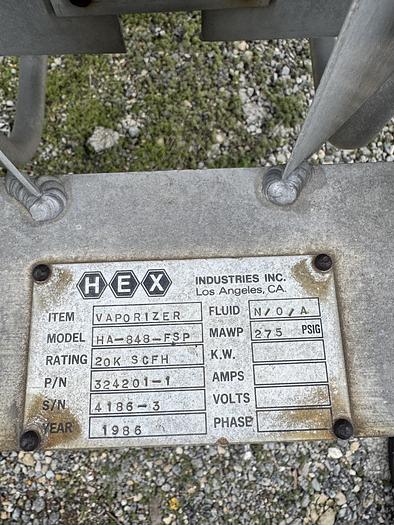 HEX INDUSTRIES INC.
Los Angeles, CA.
ITEM VAPORIZER
MODEL HA-848-FSP
RATING 20K SCFH
P/N 324201-1
S/N 4186-3
YEAR 1986
FLUID N/O/A
MAWP 275 PSIG
K.W.
AMPS
VOLTS
PHASE